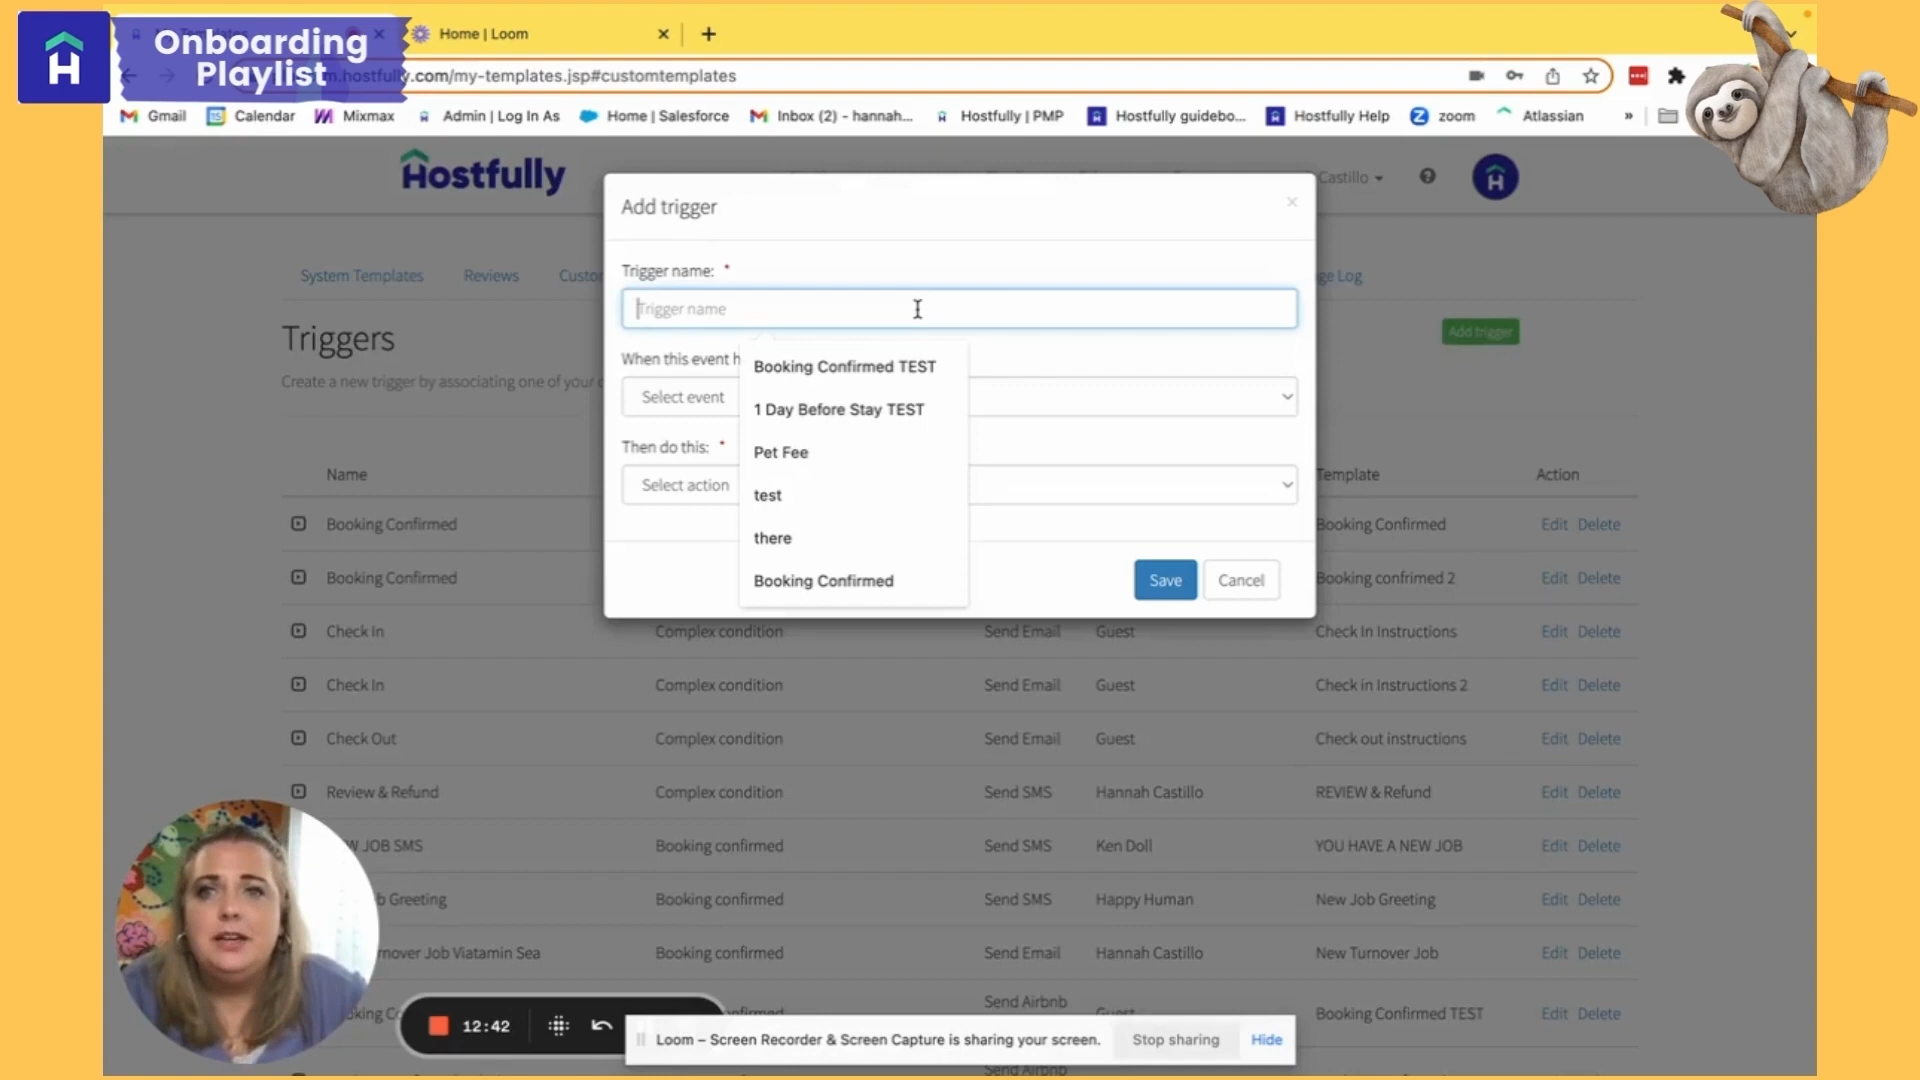 Onboarding
Playlist
Home | Loom
.hostfully.com/my-templates.jsp#customtemplates
Gmail
Calendar
Mixmax
Admin | Log In As
Home | Salesforce
Inbox (2) - hannah...
Hostfully | PMP
Hostfully guidebo...
Hostfully Help
zoom
Atlassian
»
Hostfully
Castillo
System Templates
Reviews
Custo
ge Log
Triggers
Create a new trigger by associating one of your
Add trigger
Add trigger
×
Trigger name: *
Trigger name
When this event h
Select event
Then do this: *
Select action
Booking Confirmed TEST
1 Day Before Stay TEST
Pet Fee
test
there
Booking Confirmed
Save
Cancel
Name
Template
Action
Booking Confirmed
Booking Confirmed
Edit Delete
Booking Confirmed
Booking confrimed 2
Edit Delete
Check In
Complex condition
Send Email
Guest
Check In Instructions
Edit Delete
Check In
Complex condition
Send Email
Guest
Check in Instructions 2
Edit Delete
Check Out
Complex condition
Send Email
Guest
Check out instructions
Edit Delete
Review & Refund
Complex condition
Send SMS
Hannah Castillo
REVIEW & Refund
Edit Delete
W JOB SMS
Booking confirmed
Send SMS
Ken Doll
YOU HAVE A NEW JOB
Edit Delete
b Greeting
Booking confirmed
Send SMS
Happy Human
New Job Greeting
Edit Delete
rnover Job Viatamin Sea
Booking confirmed
Send Email
Hannah Castillo
New Turnover Job
Edit Delete
oking Co
Send Airbnb
Guest
Booking Confirmed TEST
Edit Delete
12:42
Loom – Screen Recorder & Screen Capture is sharing your screen.
Stop sharing
Hide
Send Airbnb